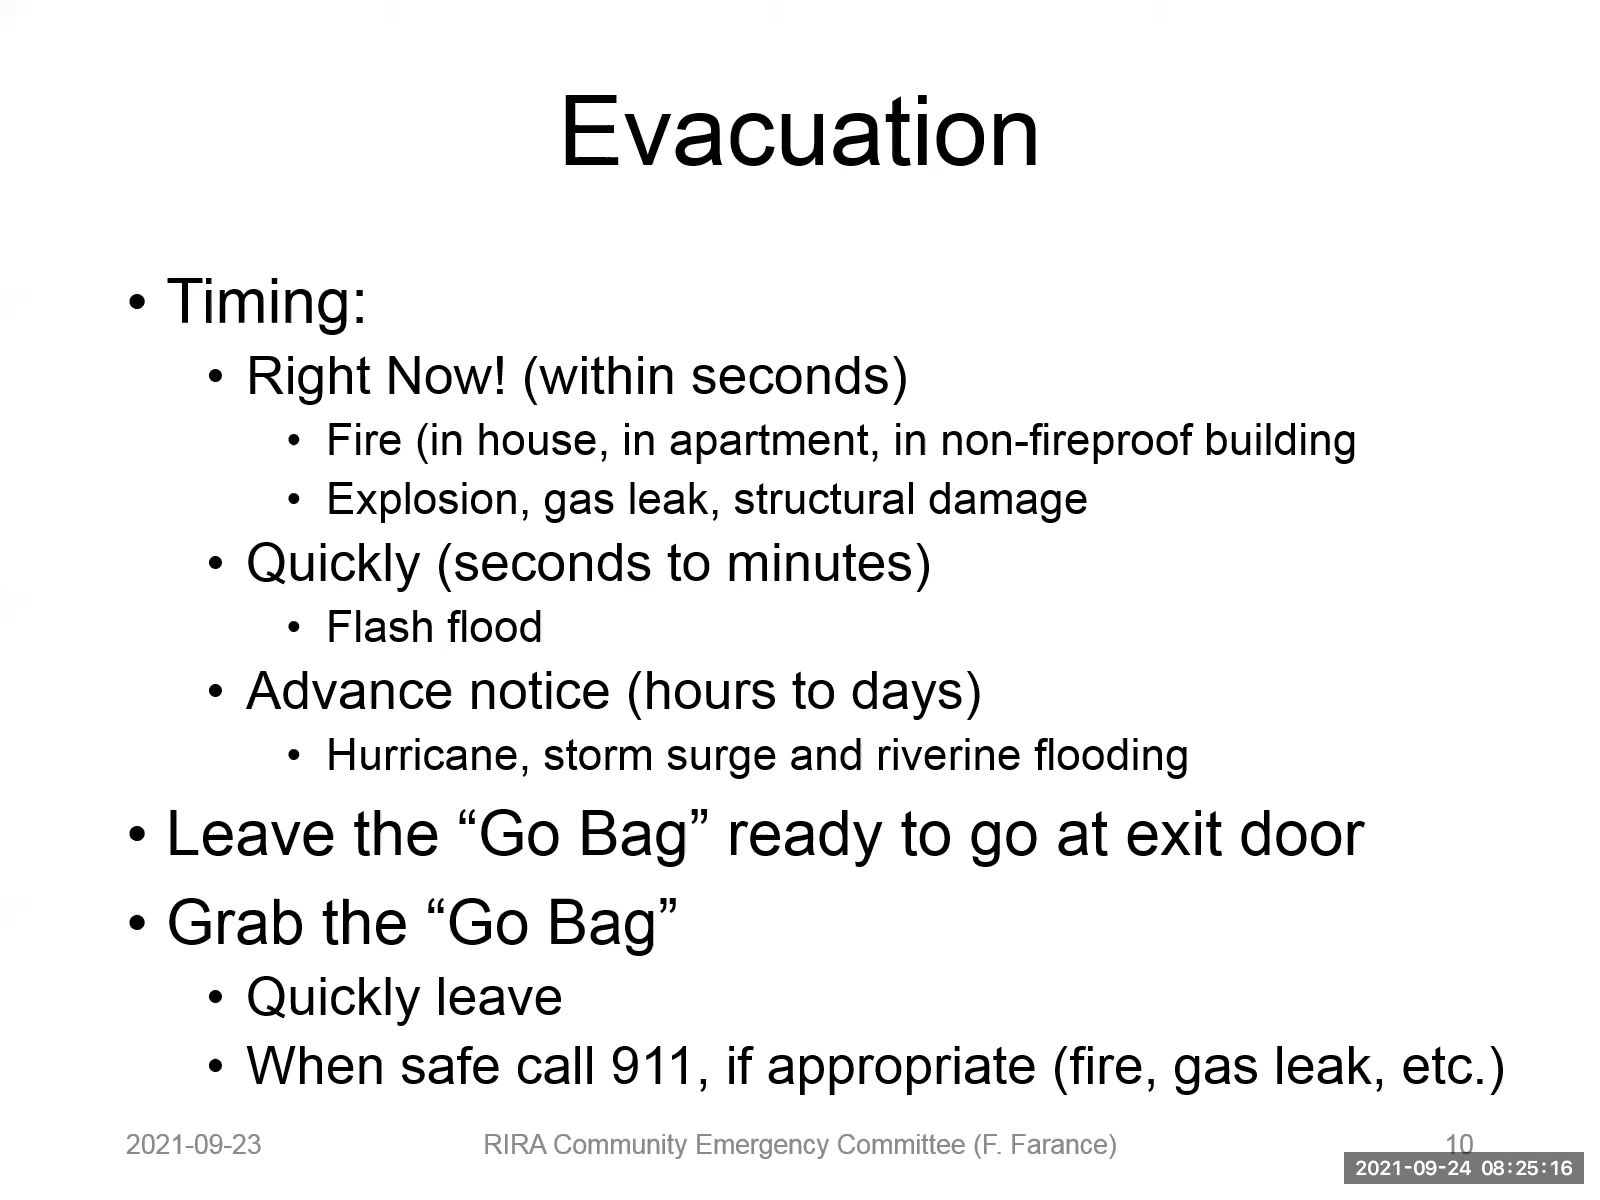 Evacuation
• Timing:
• Right Now! (within seconds)
• Fire (in house, in apartment, in non-fireproof building
• Explosion, gas leak, structural damage
• Quickly (seconds to minutes)
• Flash flood
• Advance notice (hours to days)
• Hurricane, storm surge and riverine flooding
• Leave the “Go Bag” ready to go at exit door
• Grab the “Go Bag”
• Quickly leave
• When safe call 911, if appropriate (fire, gas leak, etc.)
2021-09-23 RIRA Community Emergency Committee (F. Farance) 10
2021-09-24 08:25:16